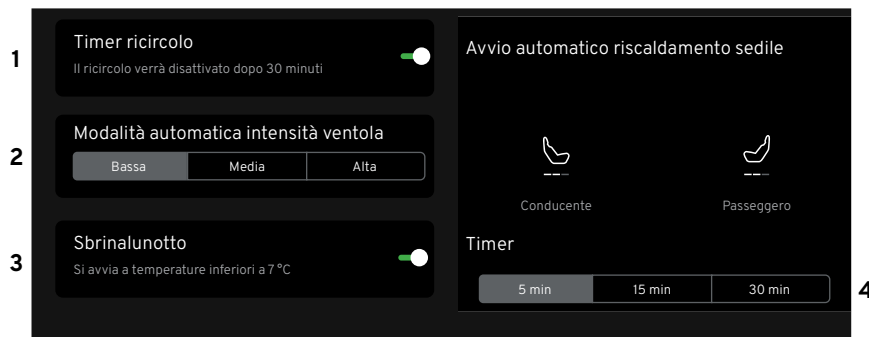 1
Timer ricircolo
Il ricircolo verrà disattivato dopo 30 minuti
2
Modalità automatica intensità ventola
Bassa
Media
Alta
3
Sbrinalunotto
Si avvia a temperature inferiori a 7 °C
Avvio automatico riscaldamento sedile
Conducente
Passeggero
Timer
5 min
15 min
30 min
4